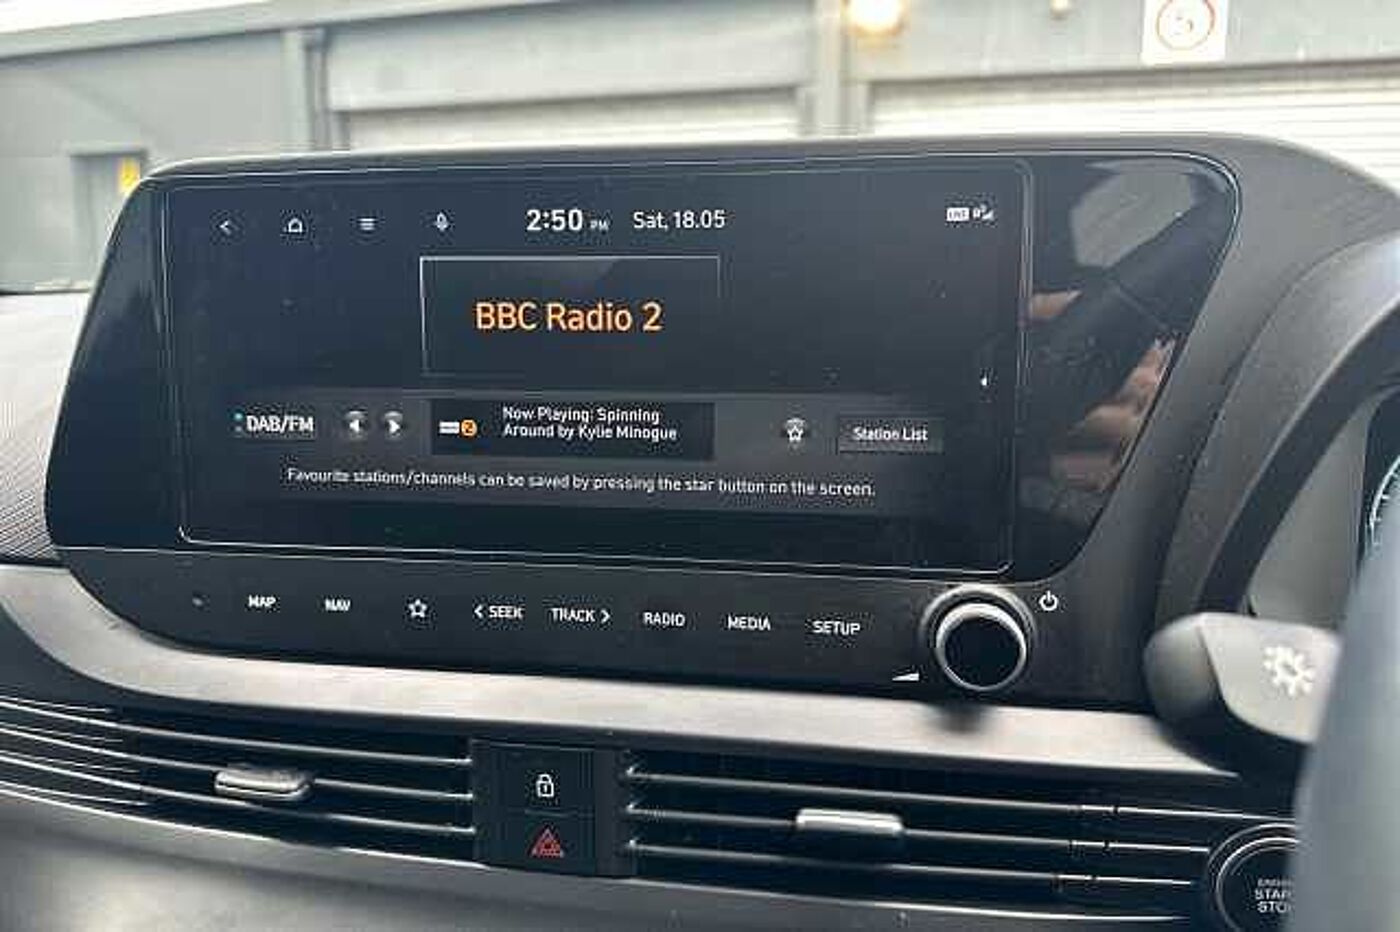 2:50 PM Sat, 18.05
BBC Radio 2
DAB/FM
2
Now Playing: Spinning
Around by Kylie Minogue
Station List
Favourite stations/channels can be saved by pressing the star button on the screen.
MAP NAV < SEEK TRACK > RADIO MEDIA SETUP